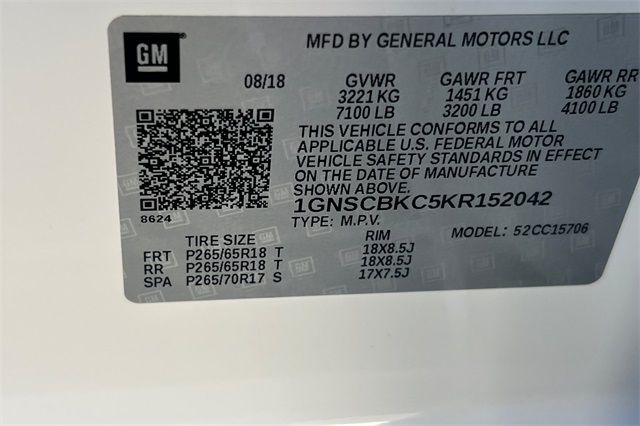 GM
MFD BY GENERAL MOTORS LLC
08/18 GVWR GAWR FRT GAWR RR
3221 KG 1451 KG 1860 KG
7100 LB 3200 LB 4100 LB
THIS VEHICLE CONFORMS TO ALL
APPLICABLE U.S. FEDERAL MOTOR
VEHICLE SAFETY STANDARDS IN EFFECT
ON THE DATE OF MANUFACTURE
SHOWN ABOVE.
1GNSCBKC5KR152042
8624
TYPE: M.P.V. MODEL: 52CC15706
TIRE SIZE RIM
FRT P265/65R18 T 18X8.5J
RR P265/65R18 T 18X8.5J
SPA P265/70R17 S 17X7.5J